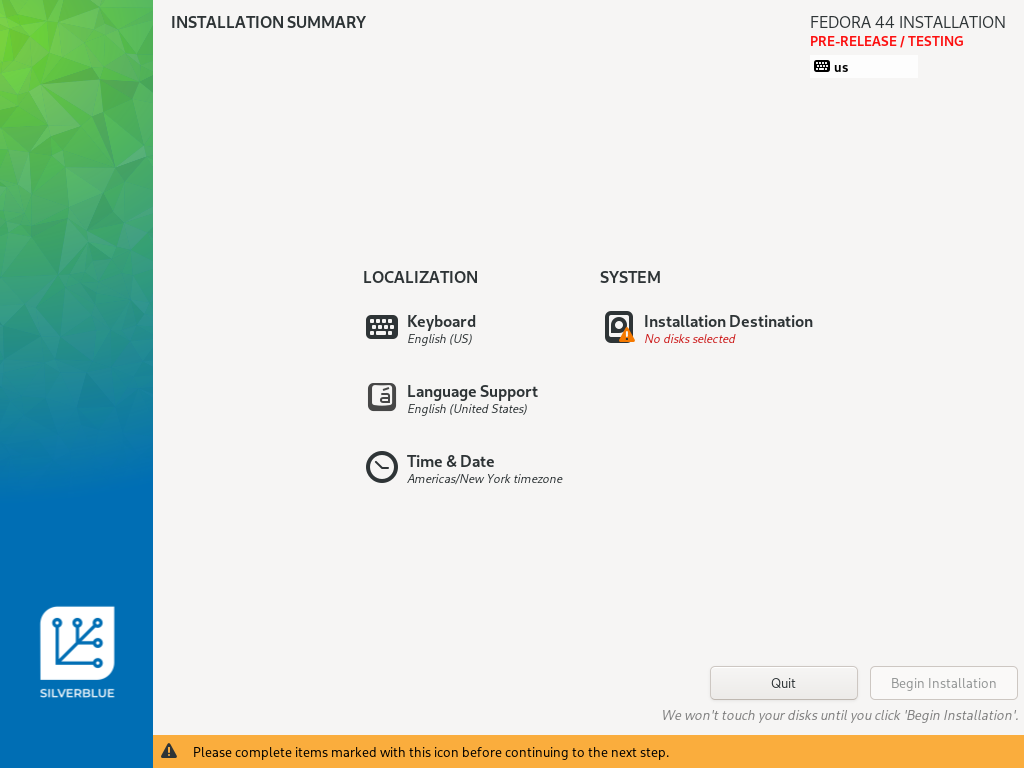 INSTALLATION SUMMARY
FEDORA 44 INSTALLATION
PRE-RELEASE / TESTING
us
LOCALIZATION
Keyboard
English (US)
Language Support
English (United States)
Time & Date
Americas/New York timezone
SYSTEM
Installation Destination
No disks selected
SILVERBLUE
Quit
Begin Installation
We won't touch your disks until you click 'Begin Installation'.
Please complete items marked with this icon before continuing to the next step.